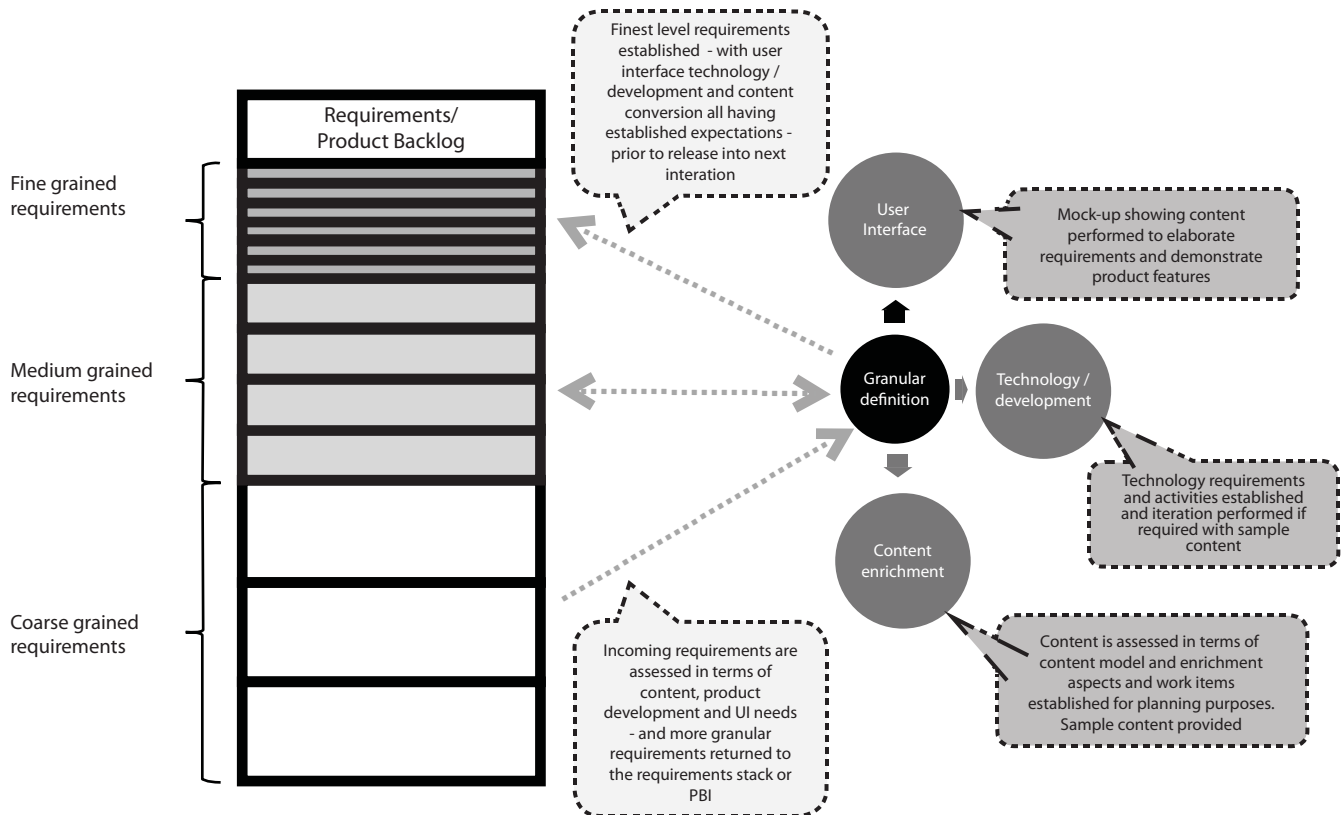 Requirements/
Product Backlog
Fine grained
requirements
Medium grained
requirements
Coarse grained
requirements
Finest level requirements
established - with user
interface technology /
development and content
conversion all having
established expectations -
prior to release into next
interation
User
Interface
Mock-up showing content
performed to elaborate
requirements and demonstrate
product features
Granular
definition
Technology /
development
Technology requirements
and activities established
and iteration performed if
required with sample
content
Content
enrichment
Content is assessed in terms of
content model and enrichment
aspects and work items
established for planning purposes.
Sample content provided
Incoming requirements are
assessed in terms of
content, product
development and UI needs
- and more granular
requirements returned to
the requirements stack or
PBI